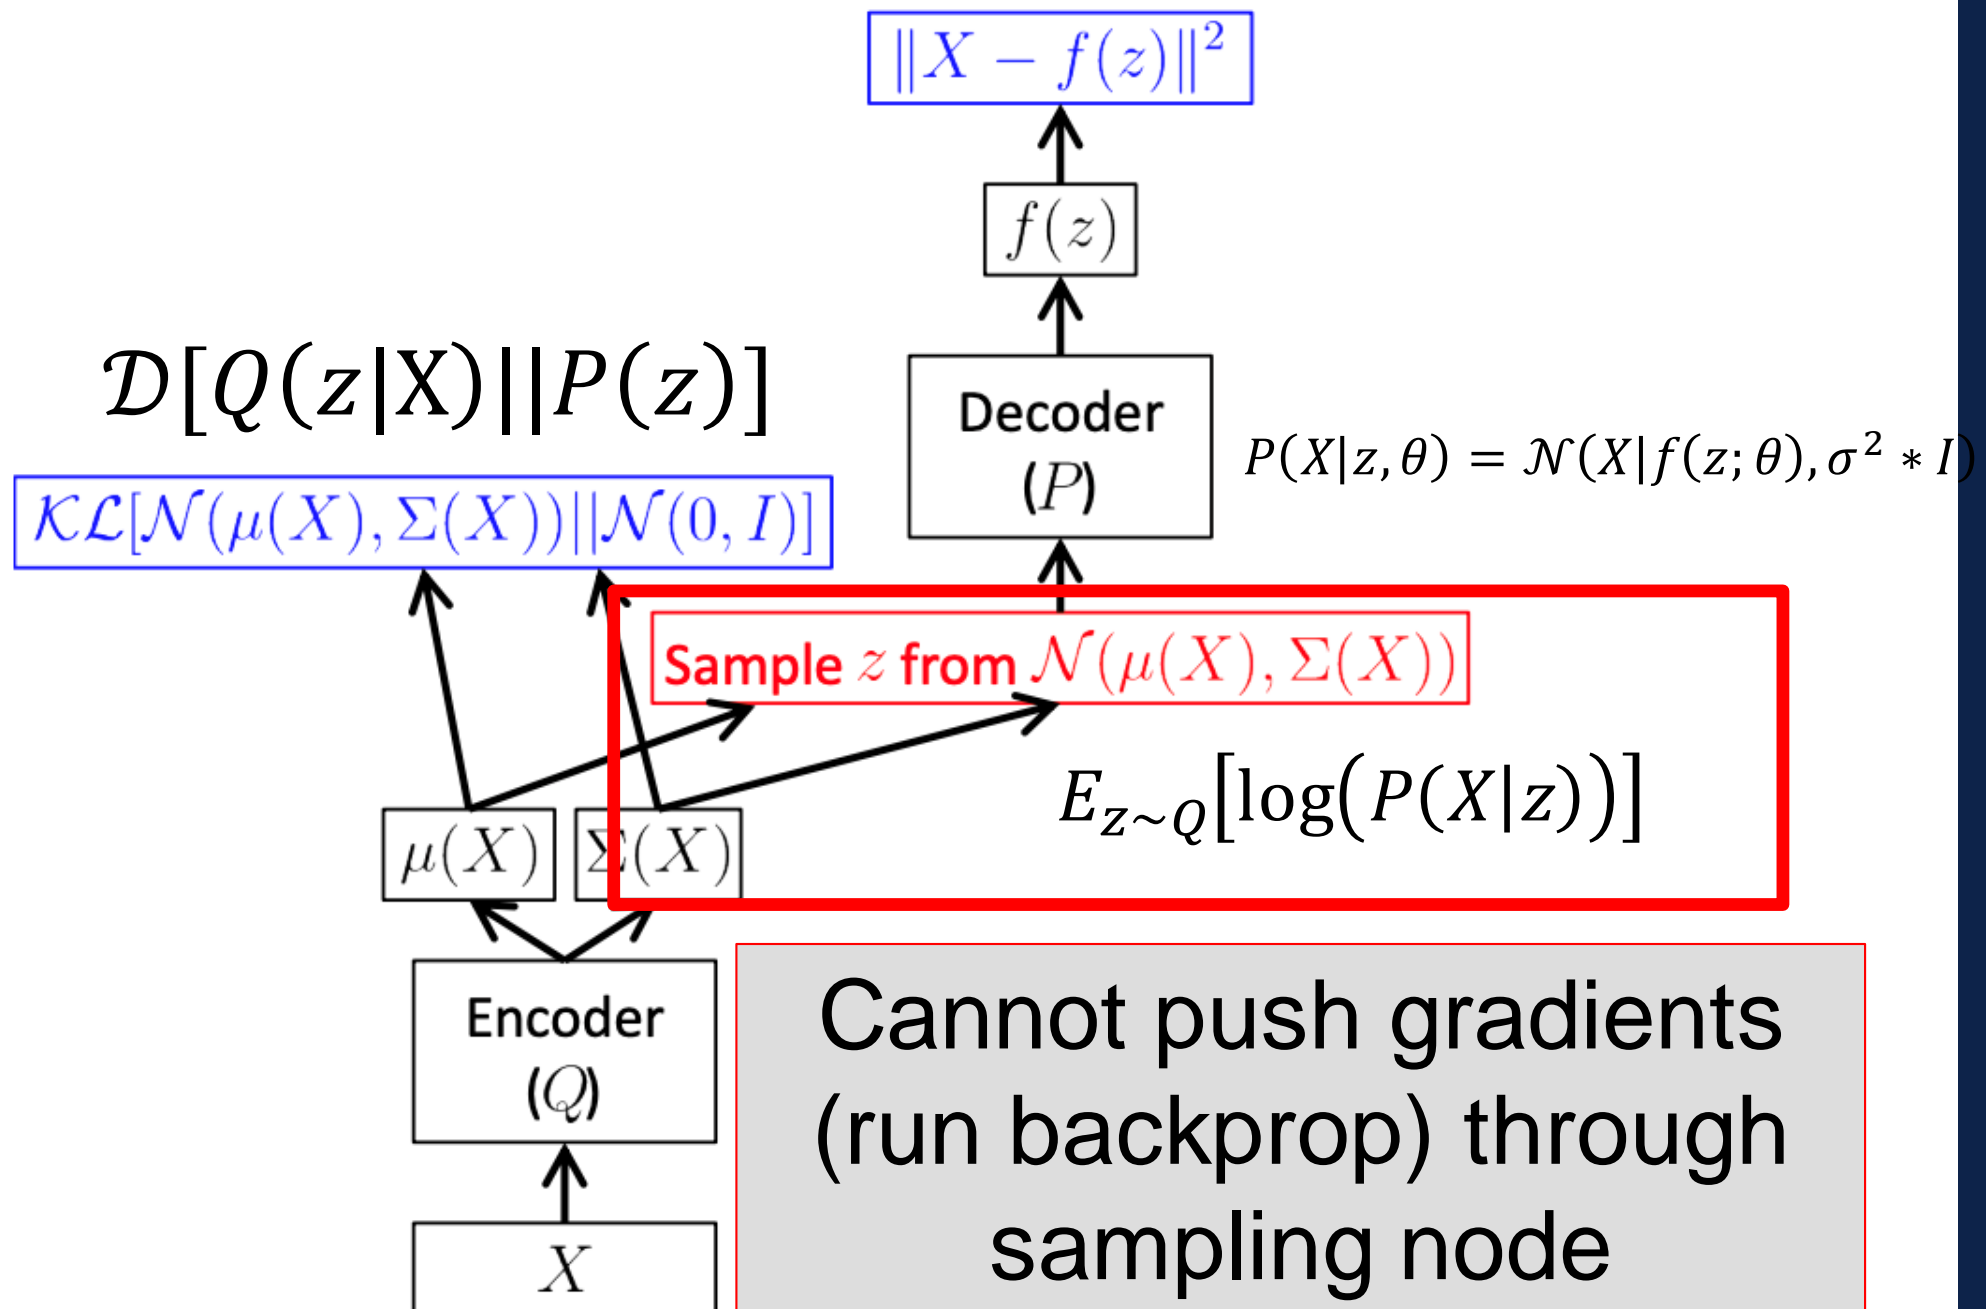 ‖X − f(z)‖²
f(z)
𝒟[Q(z|X)||P(z)]
Decoder
(P)
P(X|z, θ) = 𝒩(X|f(z; θ), σ² ∗ I)
𝒦ℒ[𝒩(μ(X), Σ(X))||𝒩(0, I)]
Sample z from 𝒩(μ(X), Σ(X))
E_{z~Q}[log(P(X|z))]
μ(X)
Σ(X)
Encoder
(Q)
Cannot push gradients
(run backprop) through
sampling node
X